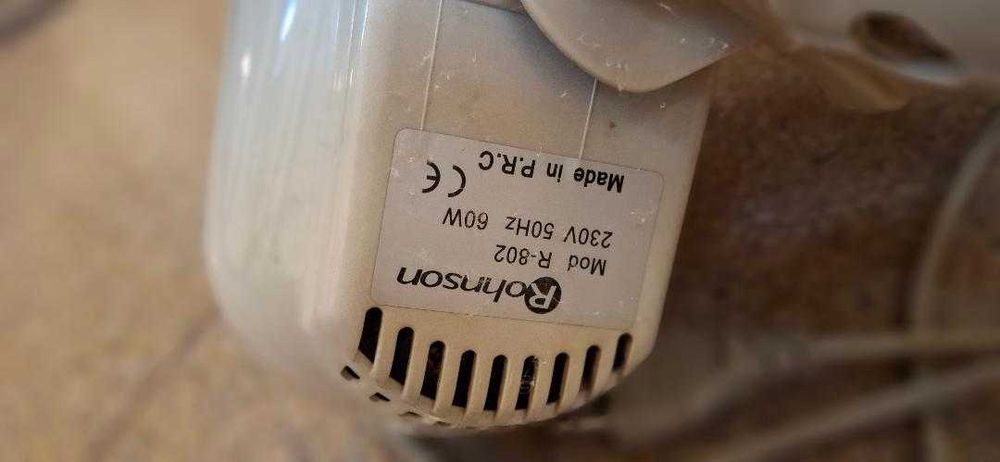 Rohnson
Mod R-802
230V 50Hz 60W
CE
Made in P.R.C